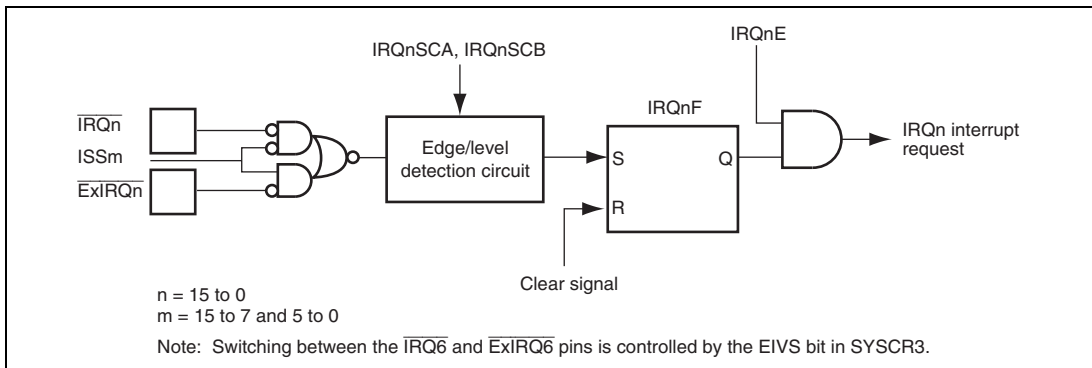 IRQnE
IRQnSCA, IRQnSCB
IRQnF
IRQn
ISSm
ExIRQn
Edge/level
detection circuit
S
Q
R
IRQn interrupt
request
Clear signal
n = 15 to 0
m = 15 to 7 and 5 to 0
Note: Switching between the IRQ6 and ExIRQ6 pins is controlled by the EIVS bit in SYSCR3.